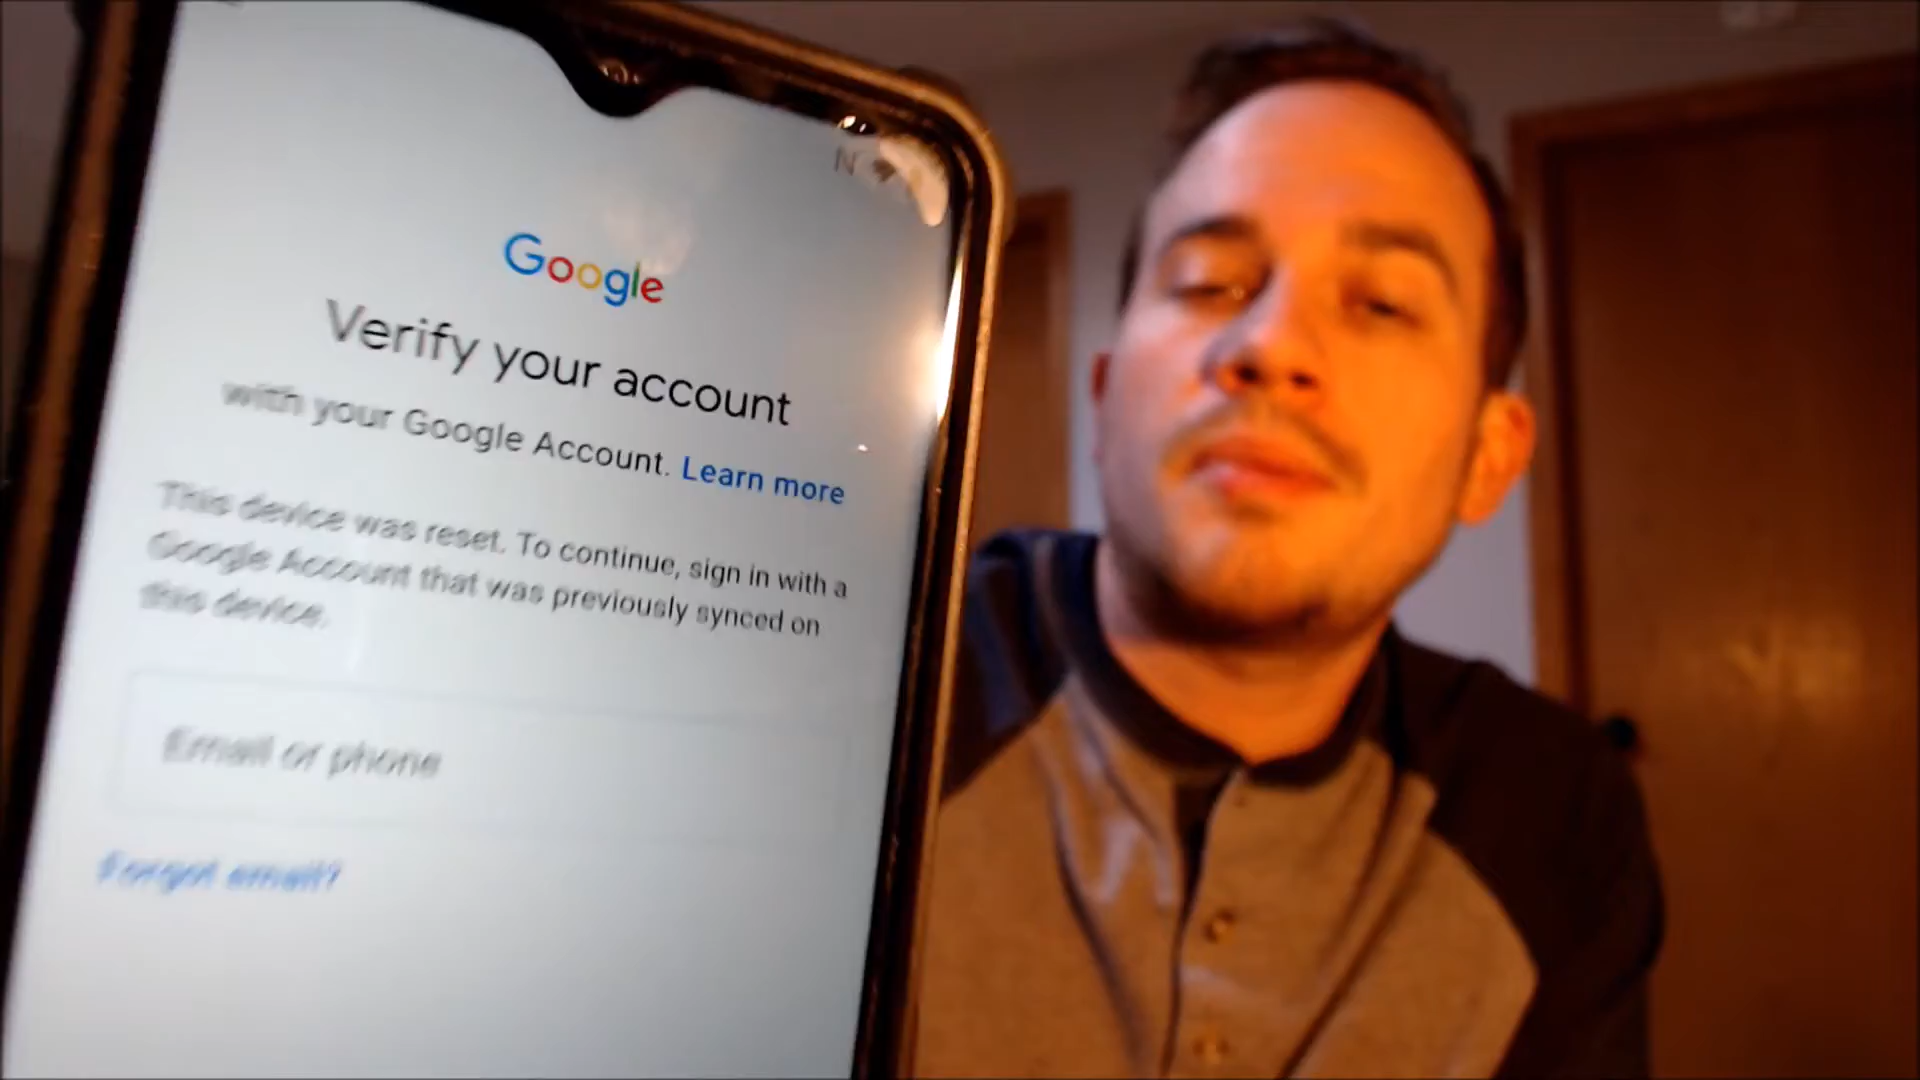 N
Google
Verify your account
with your Google Account. Learn more
This device was reset. To continue, sign in with a
Google Account that was previously synced on
this device.
Email or phone
Forgot email?